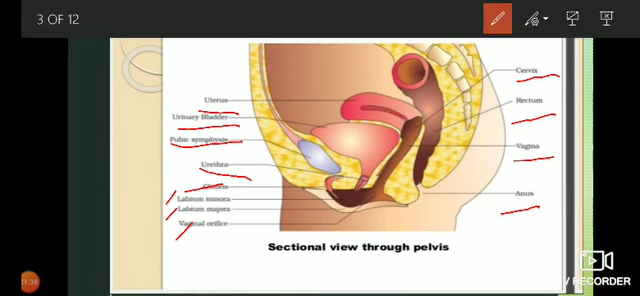 3 OF 12
Cervix
Uterus
Rectum
Urinary Bladder
Pubic symphysis
Vagina
Urethra
Clitoris
Anus
Labium minora
Labium majora
Vaginal orifice
Sectional view through pelvis
11:39
V RECORDER